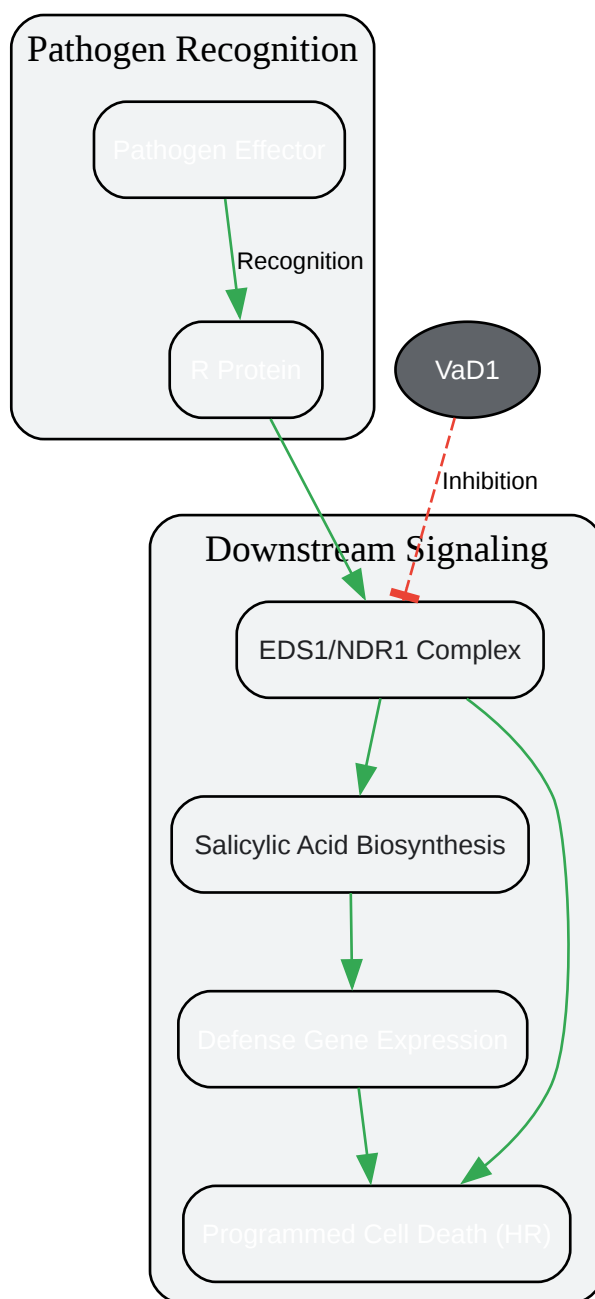 Pathogen Recognition
Pathogen Effector
Recognition
R Protein
VaD1
Inhibition
Downstream Signaling
EDS1/NDR1 Complex
Salicylic Acid Biosynthesis
Defense Gene Expression
Programmed Cell Death (HR)